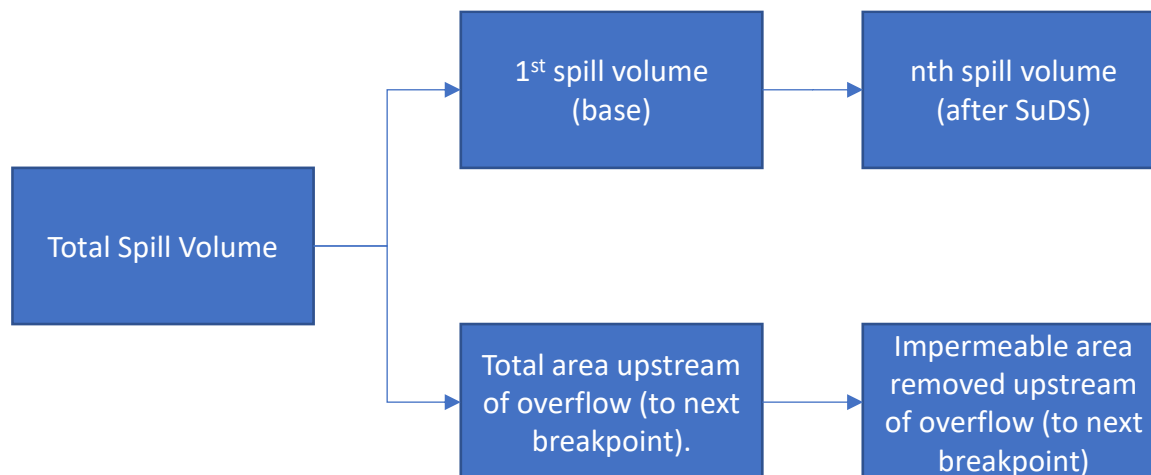 1st spill volume
(base)
nth spill volume
(after SuDS)
Total Spill Volume
Total area upstream
of overflow (to next
breakpoint).
Impermeable area
removed upstream
of overflow (to next
breakpoint)